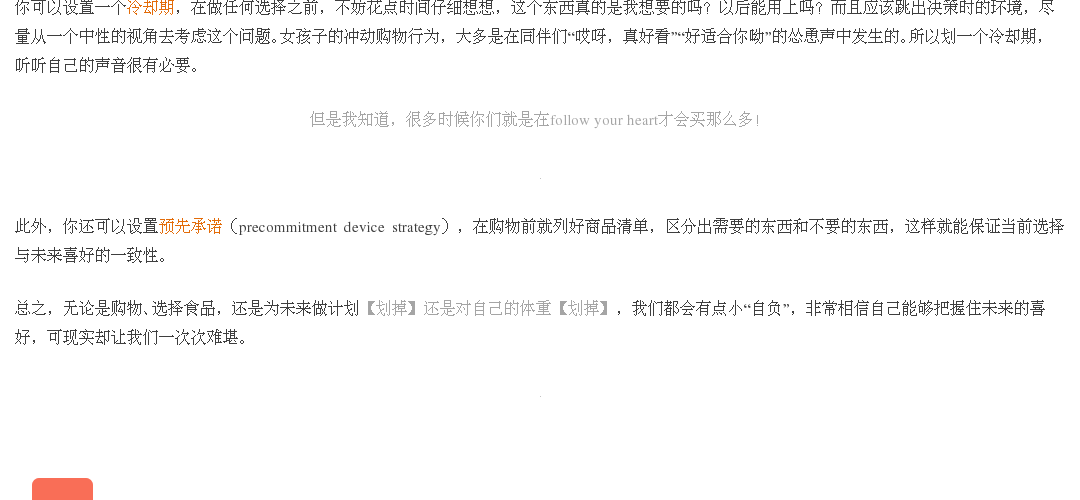 你可以设置一个冷却期，在做任何选择之前，不妨花点时间仔细想想，这个东西真的是我想要的吗？以后能用上吗？而且应该跳出决策时的环境，尽
量从一个中性的视角去考虑这个问题。女孩子的冲动购物行为，大多是在同伴们“哎呀，真好看”“好适合你呦”的怂恿声中发生的。所以划一个冷却期，
听听自己的声音很有必要。
但是我知道，很多时候你们就是在follow your heart才会买那么多！
此外，你还可以设置预先承诺（precommitment device strategy），在购物前就列好商品清单，区分出需要的东西和不要的东西，这样就能保证当前选择
与未来喜好的一致性。
总之，无论是购物、选择食品，还是为未来做计划【划掉】还是对自己的体重【划掉】，我们都会有点小“自负”，非常相信自己能够把握住未来的喜
好，可现实却让我们一次次难堪。